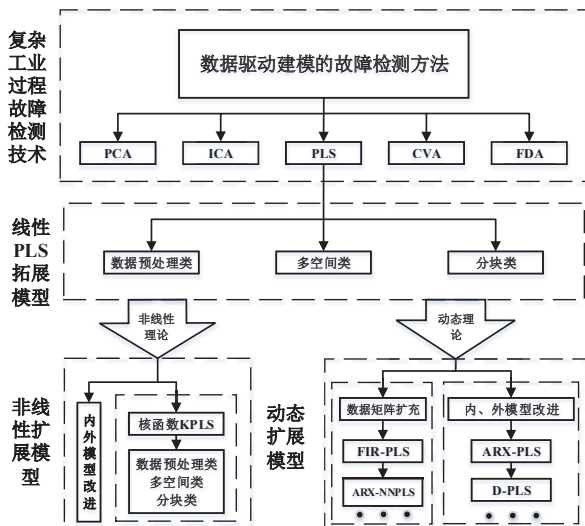 复杂
工业
过程
故障
检测
技术
数据驱动建模的故障检测方法
PCA
ICA
PLS
CVA
FDA
线性
PLS
拓展
模型
数据预处理类
多空间类
分块类
非线性
理论
动态理
论
非线
性扩
展模
型
内
外
模
型
改
进
核函数KPLS
数据预处理类
多空间类
分块类
动态
扩展
模型
数据矩阵扩充
FIR-PLS
ARX-NNPLS
内、外模型改进
ARX-PLS
D-PLS